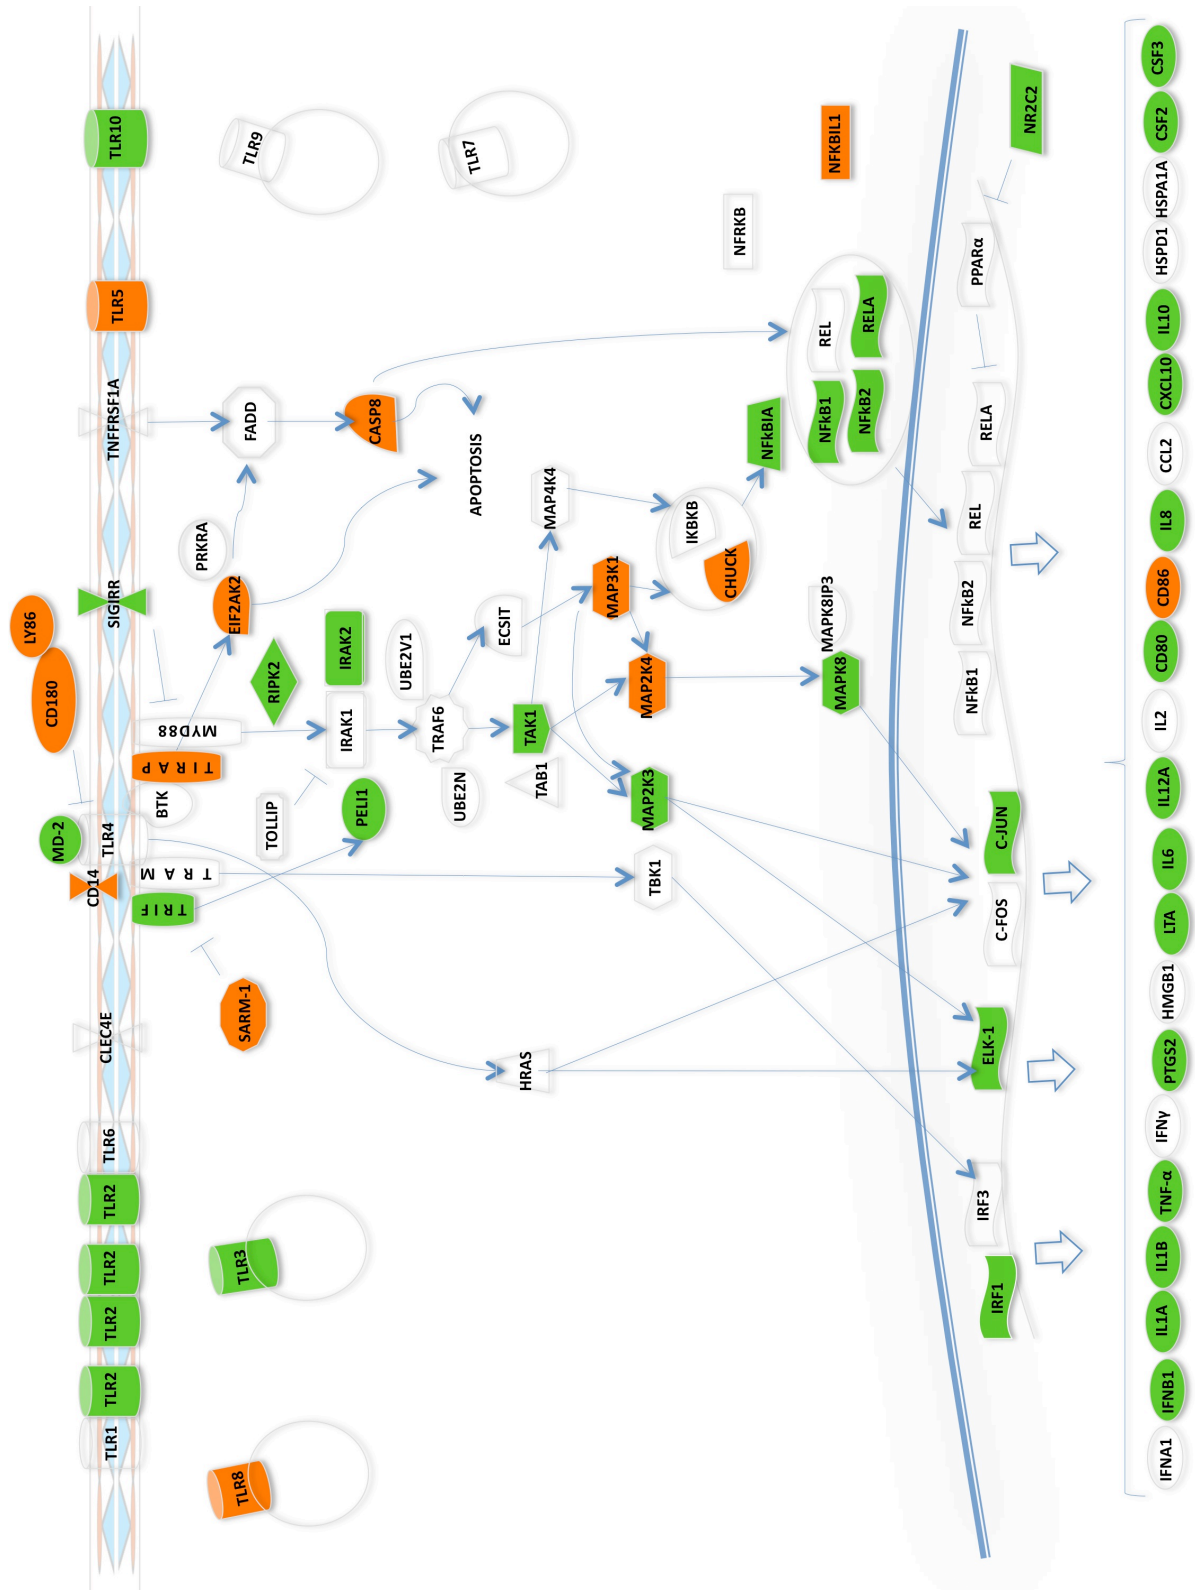 TLR1
TLR2
TLR2
TLR2
TLR2
TLR6
CLEC4E
CD14
MD-2
TLR4
CD180
LY86
SIGIRR
TNFFRSF1A
TLR5
TLR10
TRIF
TRAM
BTK
TIRAP
MYD88
TLR8
TLR3
SARM-1
TOLLIP
RIPK2
EIF2AK2
PRKRA
FADD
TLR9
PELI1
IRAK1
IRAK2
CASP8
UBE2N
TRAF6
UBE2V1
APOPTOSIS
TLR7
HRAS
TAB1
TAK1
ECSIT
MAP4K4
TBK1
MAP2K3
MAP2K4
MAP3K1
IKBKB
CHUCK
NFkBIA
NFRKB
MAPK8
MAPK8IP3
NFkB1
REL
NFkB2
RELA
NFKBIL1
IRF1
IRF3
ELK-1
C-FOS
C-JUN
NFkB1
NFkB2
REL
RELA
PPARα
NR2C2
IFNA1
IFNB1
IL1A
IL1B
TNF-α
IFNγ
PTGS2
HMGB1
LTA
IL6
IL12A
IL2
CD80
CD86
IL8
CCL2
CXCL10
IL10
HSPD1
HSPA1A
CSF2
CSF3